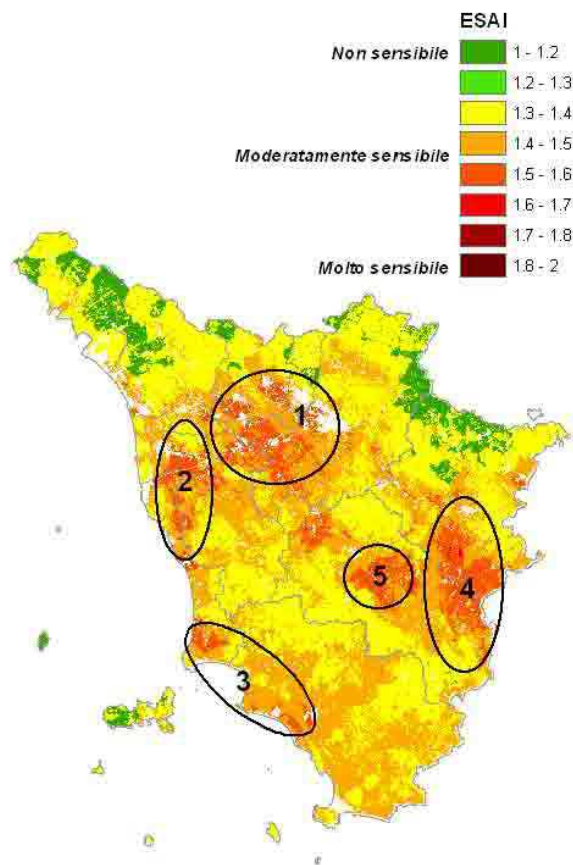 ESAI
Non sensibile 1 - 1.2
1.2 - 1.3
1.3 - 1.4
Moderatamente sensibile 1.4 - 1.5
1.5 - 1.6
1.6 - 1.7
1.7 - 1.8
Molto sensibile 1.8 - 2
1
2
5
4
3